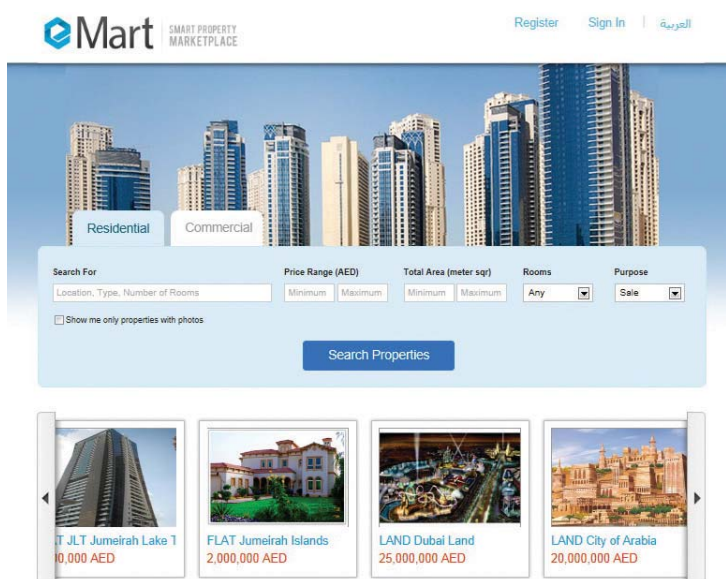 eMart SMART PROPERTY
MARKETPLACE
Register Sign In العربية
Residential Commercial
Search For Price Range (AED) Total Area (meter sqr) Rooms Purpose
Location, Type, Number of Rooms Minimum Maximum Minimum Maximum Any Sale
Show me only properties with photos
Search Properties
JLT Jumeirah Lake FLAT Jumeirah Islands LAND Dubai Land LAND City of Arabia
00,000 AED 2,000,000 AED 25,000,000 AED 20,000,000 AED